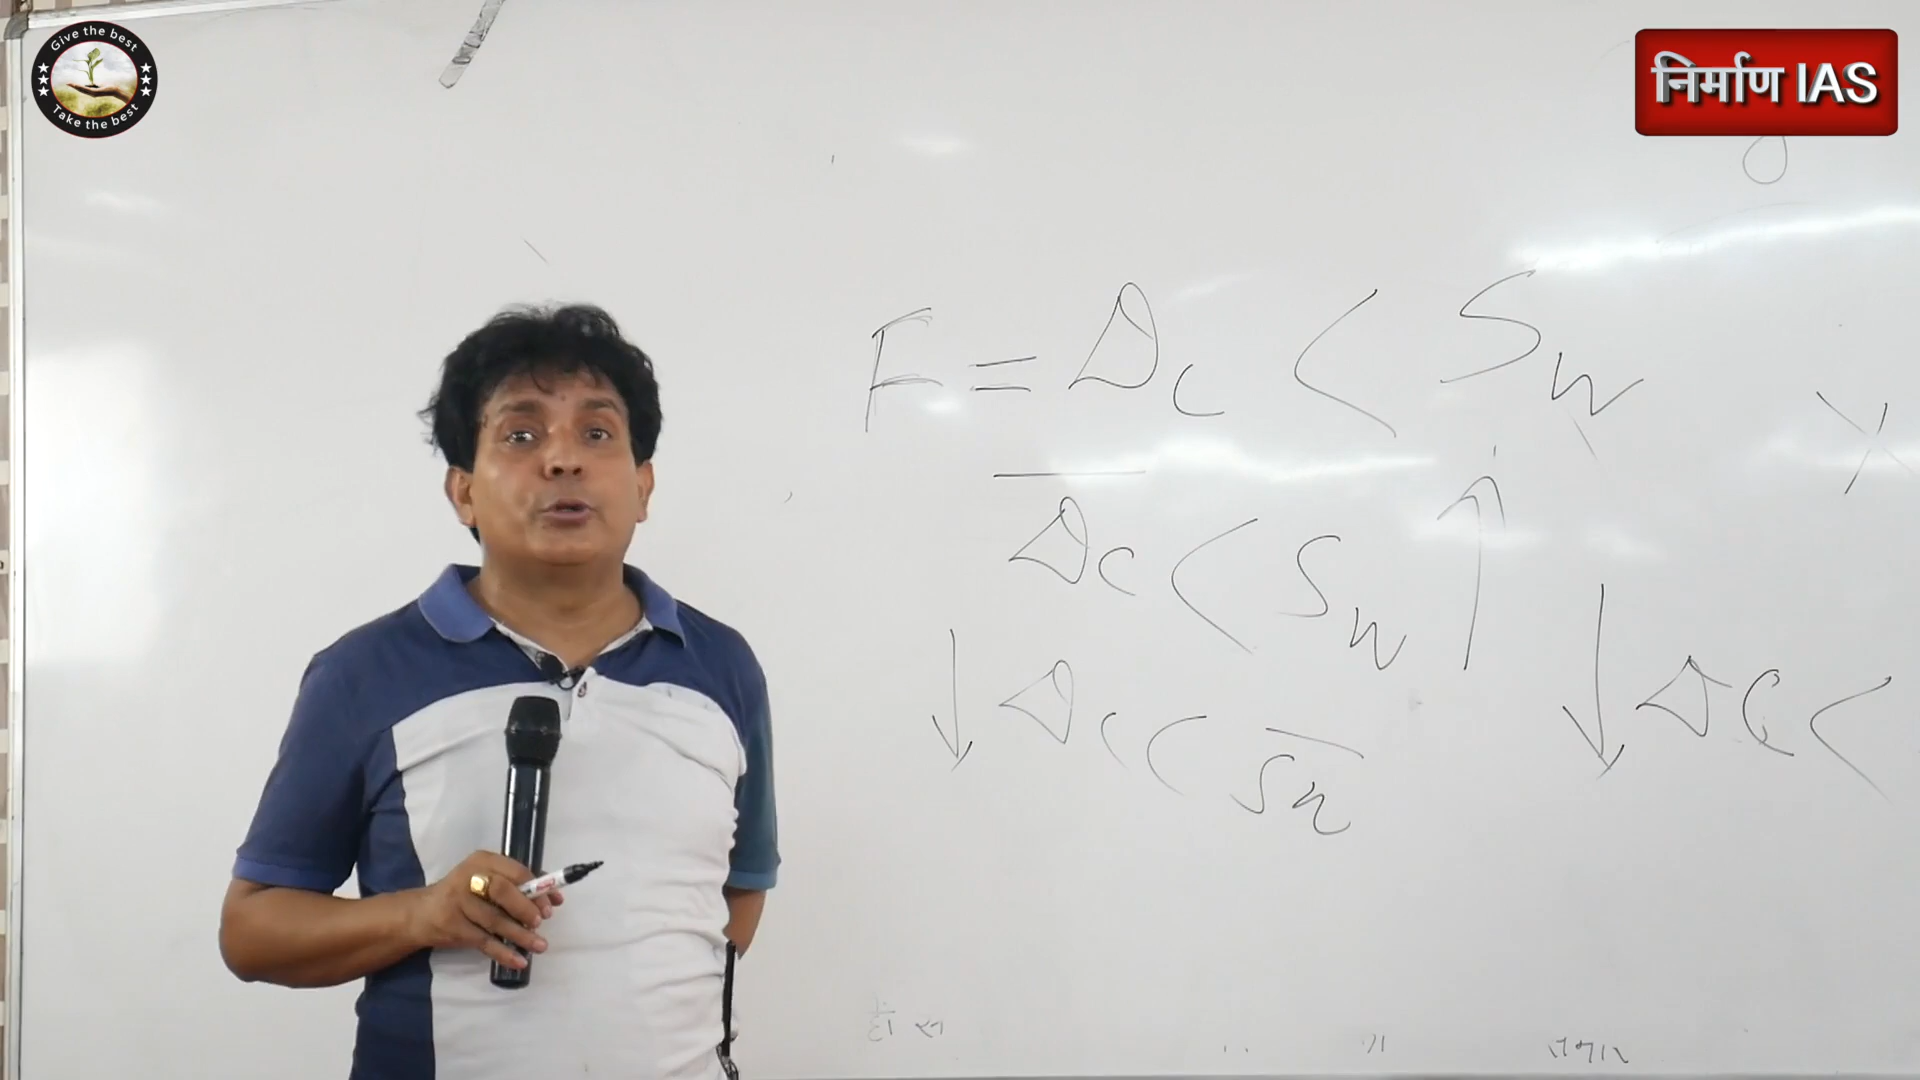 Give the best
Take the best
निर्माण IAS
F = Dc < Sw
Dc < Sw ↑
↓ Dc < Sw
↓ Dc <